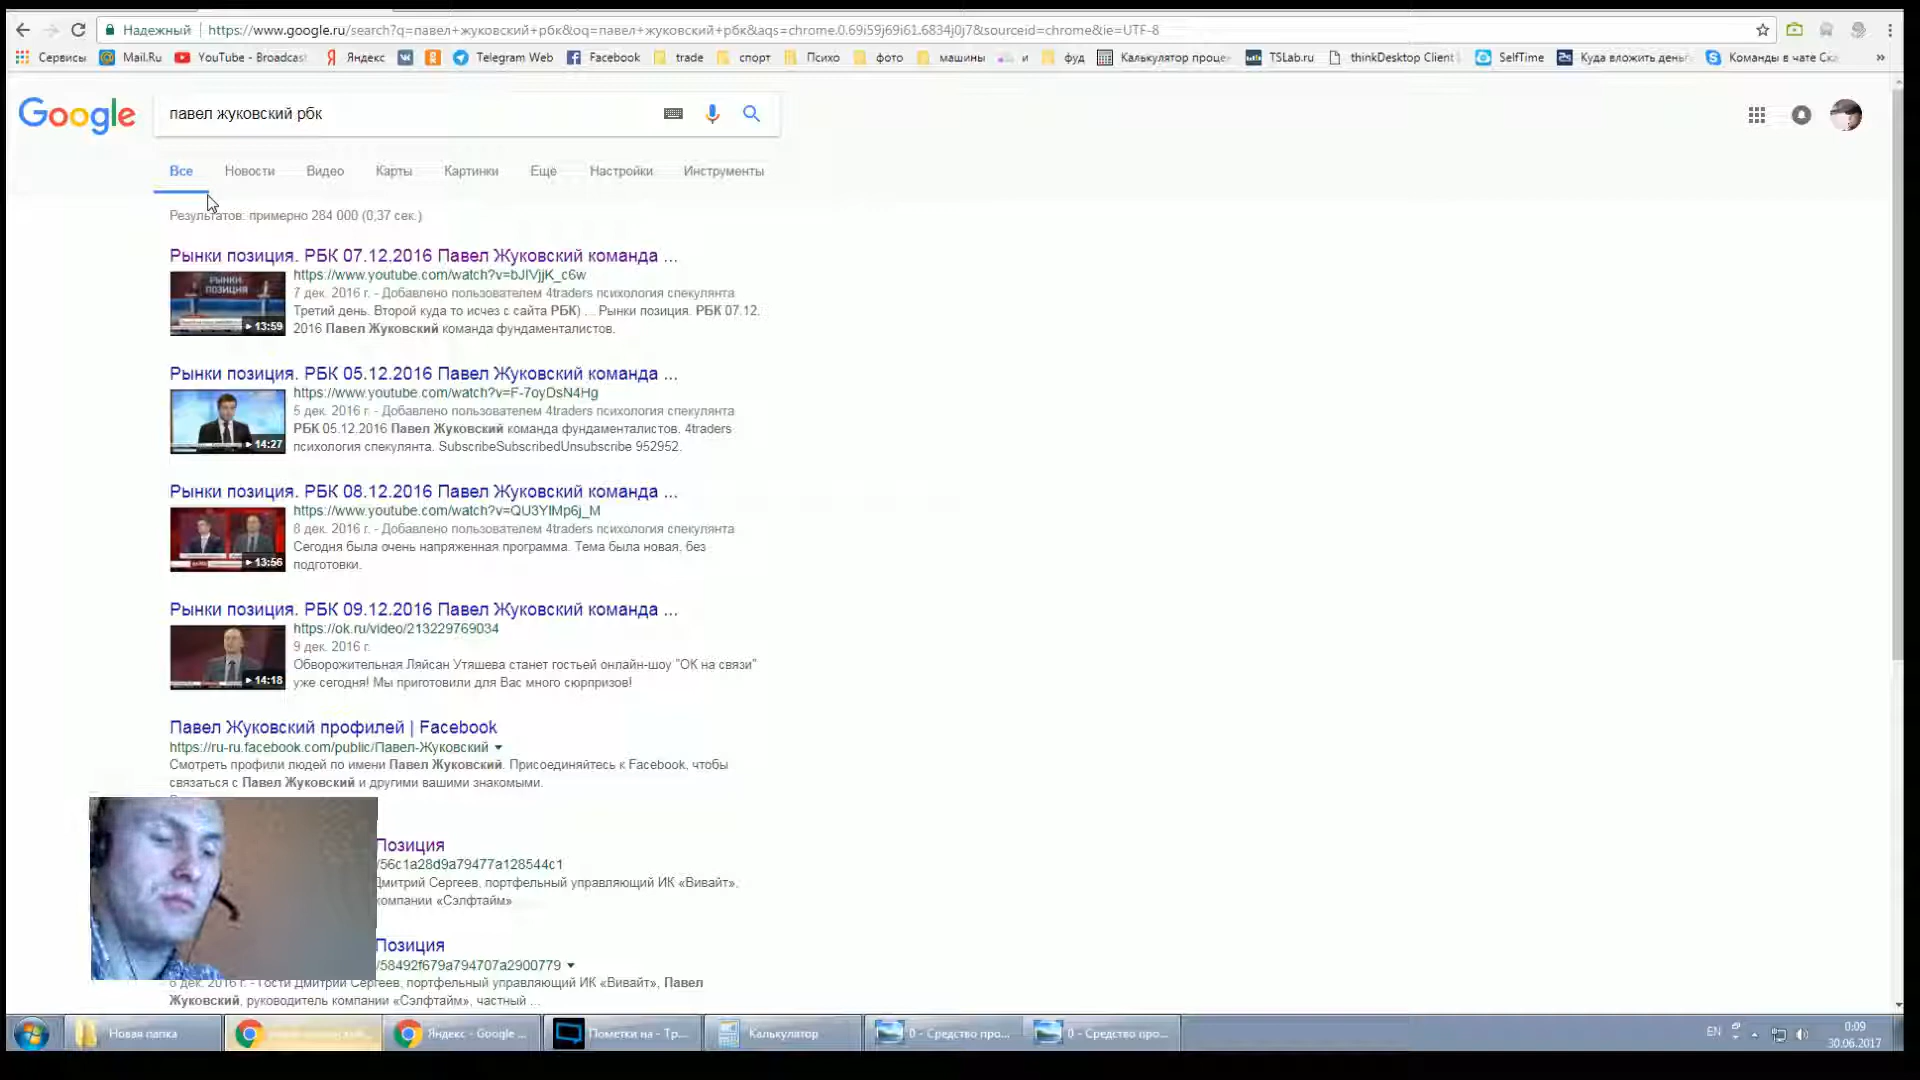 Надежный https://www.google.ru/search?q=павел+жуковский+рбк&oq=павел+жуковский+рбк&aqs=chrome.0.69i59j69i61.6834j0j7&sourceid=chrome&ie=UTF-8
Сервисы Mail.Ru YouTube - Broadcast Яндекс Telegram Web Facebook trade спорт Психо фото машины и фуд Калькулятор проце TSLab.ru thinkDesktop Client SelfTime Куда вложить деньг Команды в чате Ска »
Google павел жуковский рбк
Все Новости Видео Карты Картинки Еще Настройки Инструменты
Результатов: примерно 284 000 (0,37 сек.)
Рынки позиция. РБК 07.12.2016 Павел Жуковский команда ...
https://www.youtube.com/watch?v=bJIVjjK_c6w
РЫНКИ ПОЗИЦИЯ
13:59
7 дек. 2016 г. - Добавлено пользователем 4traders психология спекулянта
Третий день. Второй куда то исчез с сайта РБК) ... Рынки позиция. РБК 07.12.
2016 Павел Жуковский команда фундаменталистов.
Рынки позиция. РБК 05.12.2016 Павел Жуковский команда ...
https://www.youtube.com/watch?v=F-7oyDsN4Hg
14:27
5 дек. 2016 г. - Добавлено пользователем 4traders психология спекулянта
РБК 05.12.2016 Павел Жуковский команда фундаменталистов. 4traders
психология спекулянта. SubscribeSubscribedUnsubscribe 952952.
Рынки позиция. РБК 08.12.2016 Павел Жуковский команда ...
https://www.youtube.com/watch?v=QU3YlMp6j_M
13:56
8 дек. 2016 г. - Добавлено пользователем 4traders психология спекулянта
Сегодня была очень напряженная программа. Тема была новая, без
подготовки.
Рынки позиция. РБК 09.12.2016 Павел Жуковский команда ...
https://ok.ru/video/213229769034
14:18
9 дек. 2016 г.
Обворожительная Ляйсан Утяшева станет гостьей онлайн-шоу "ОК на связи"
уже сегодня! Мы приготовили для Вас много сюрпризов!
Павел Жуковский профилей | Facebook
https://ru-ru.facebook.com/public/Павел-Жуковский
Смотреть профили людей по имени Павел Жуковский. Присоединяйтесь к Facebook, чтобы
связаться с Павел Жуковский и другими вашими знакомыми.
Позиция
/56c1a28d9a79477a128544c1
Дмитрий Сергеев, портфельный управляющий ИК «Вивайт»,
компании «Сэлфтайм»
Позиция
/58492f679a794707a2900779
6 дек. 2016 г. - Гости Дмитрий Сергеев, портфельный управляющий ИК «Вивайт», Павел
Жуковский, руководитель компании «Сэлфтайм», частный ...
Новая папка Яндекс - Google ... Пометки на - Тр... Калькулятор 0 - Средство про... 0 - Средство про... EN 0:09
30.06.2017